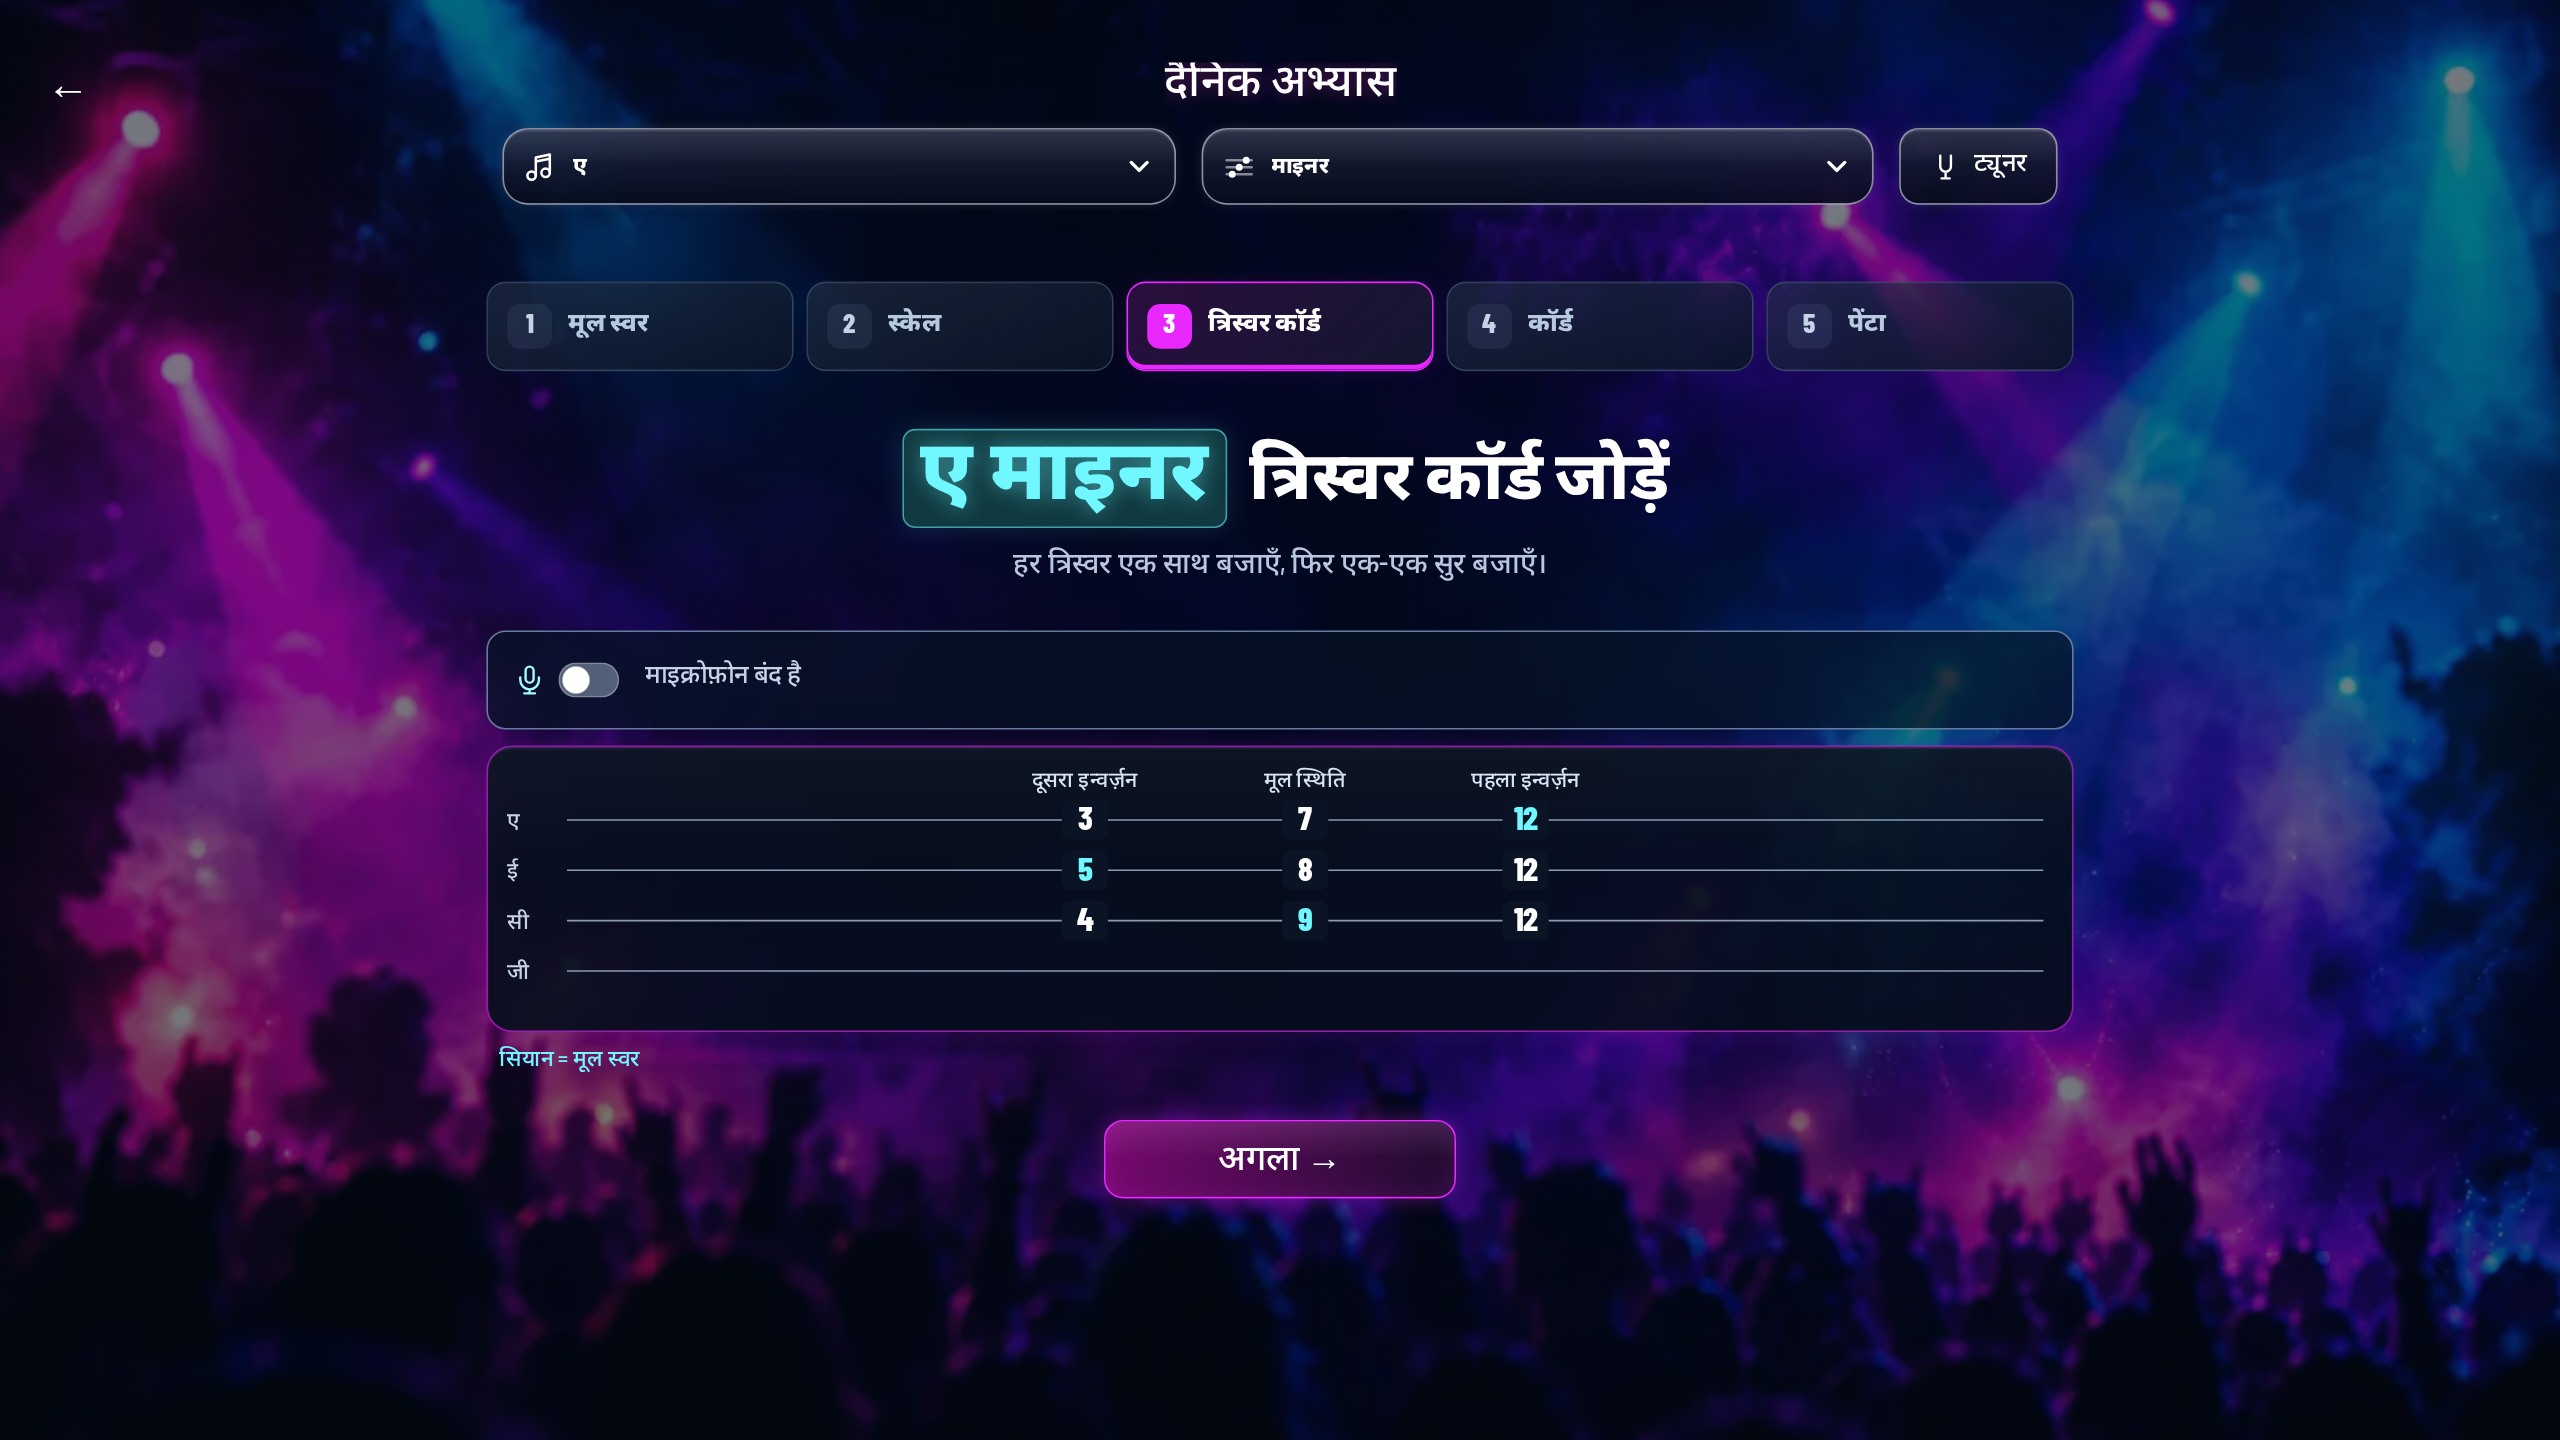 ←
दैनिक अभ्यास
ए
माइनर
ट्यूनर
1 मूल स्वर
2 स्केल
3 त्रिस्वर कॉर्ड
4 कॉर्ड
5 पेंटा
ए माइनर त्रिस्वर कॉर्ड जोड़ें
हर त्रिस्वर एक साथ बजाएँ, फिर एक-एक सुर बजाएँ।
माइक्रोफ़ोन बंद है
दूसरा इन्वर्ज़न मूल स्थिति पहला इन्वर्ज़न
ए 3 7 12
ई 5 8 12
सी 4 9 12
जी
सियान = मूल स्वर
अगला →